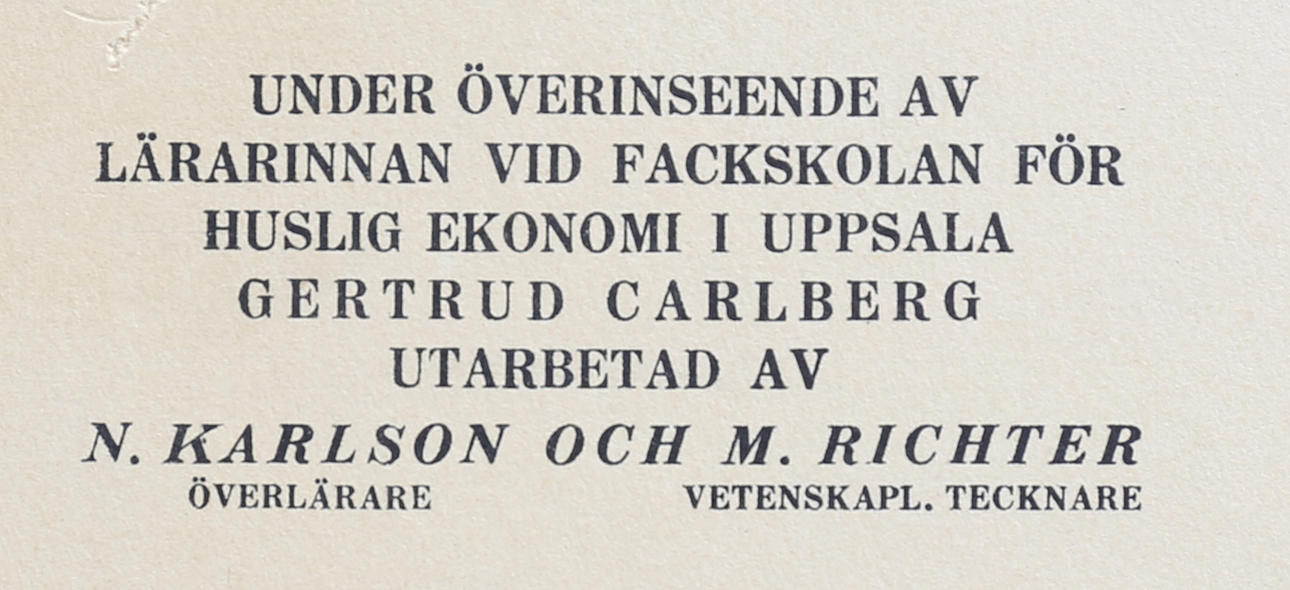 UNDER ÖVERINSEENDE AV
LÄRARINNAN VID FACKSKOLAN FÖR
HUSLIG EKONOMI I UPPSALA
GERTRUD CARLBERG
UTARBETAD AV
N. KARLSON OCH M. RICHTER
ÖVERLÄRARE VETENSKAPL. TECKNARE